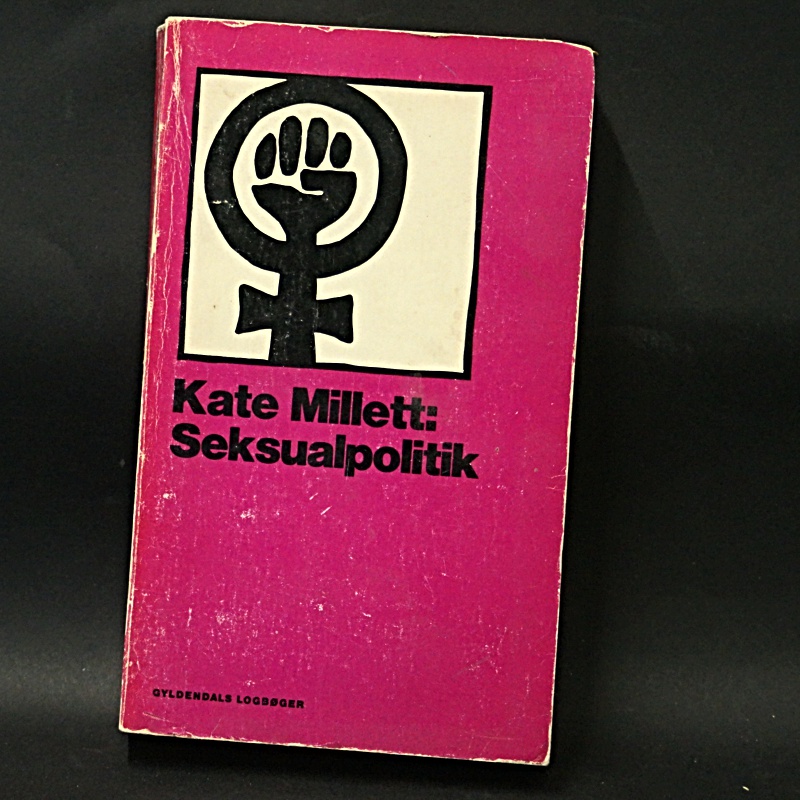 Kate Millett:
Seksualpolitik
GYLDENDALS LOGBØGER